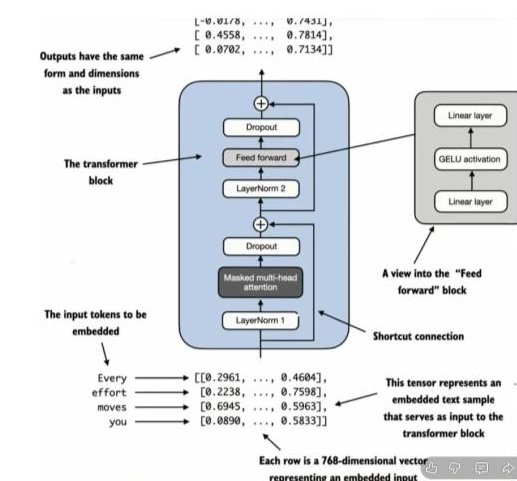 [-0.0178, ..., 0.7431],
[ 0.4558, ..., 0.7814],
[ 0.0702, ..., 0.7134]]
Outputs have the same
form and dimensions
as the inputs
Dropout
Feed forward
LayerNorm 2
Dropout
Masked multi-head
attention
LayerNorm 1
The transformer
block
Linear layer
GELU activation
Linear layer
A view into the "Feed
forward" block
Shortcut connection
The input tokens to be
embedded
Every
effort
moves
you
[[0.2961, ..., 0.4604],
[0.2238, ..., 0.7598],
[0.6945, ..., 0.5963],
[0.0890, ..., 0.5833]]
This tensor represents an
embedded text sample
that serves as input to the
transformer block
Each row is a 768-dimensional vector
representing an embedded input